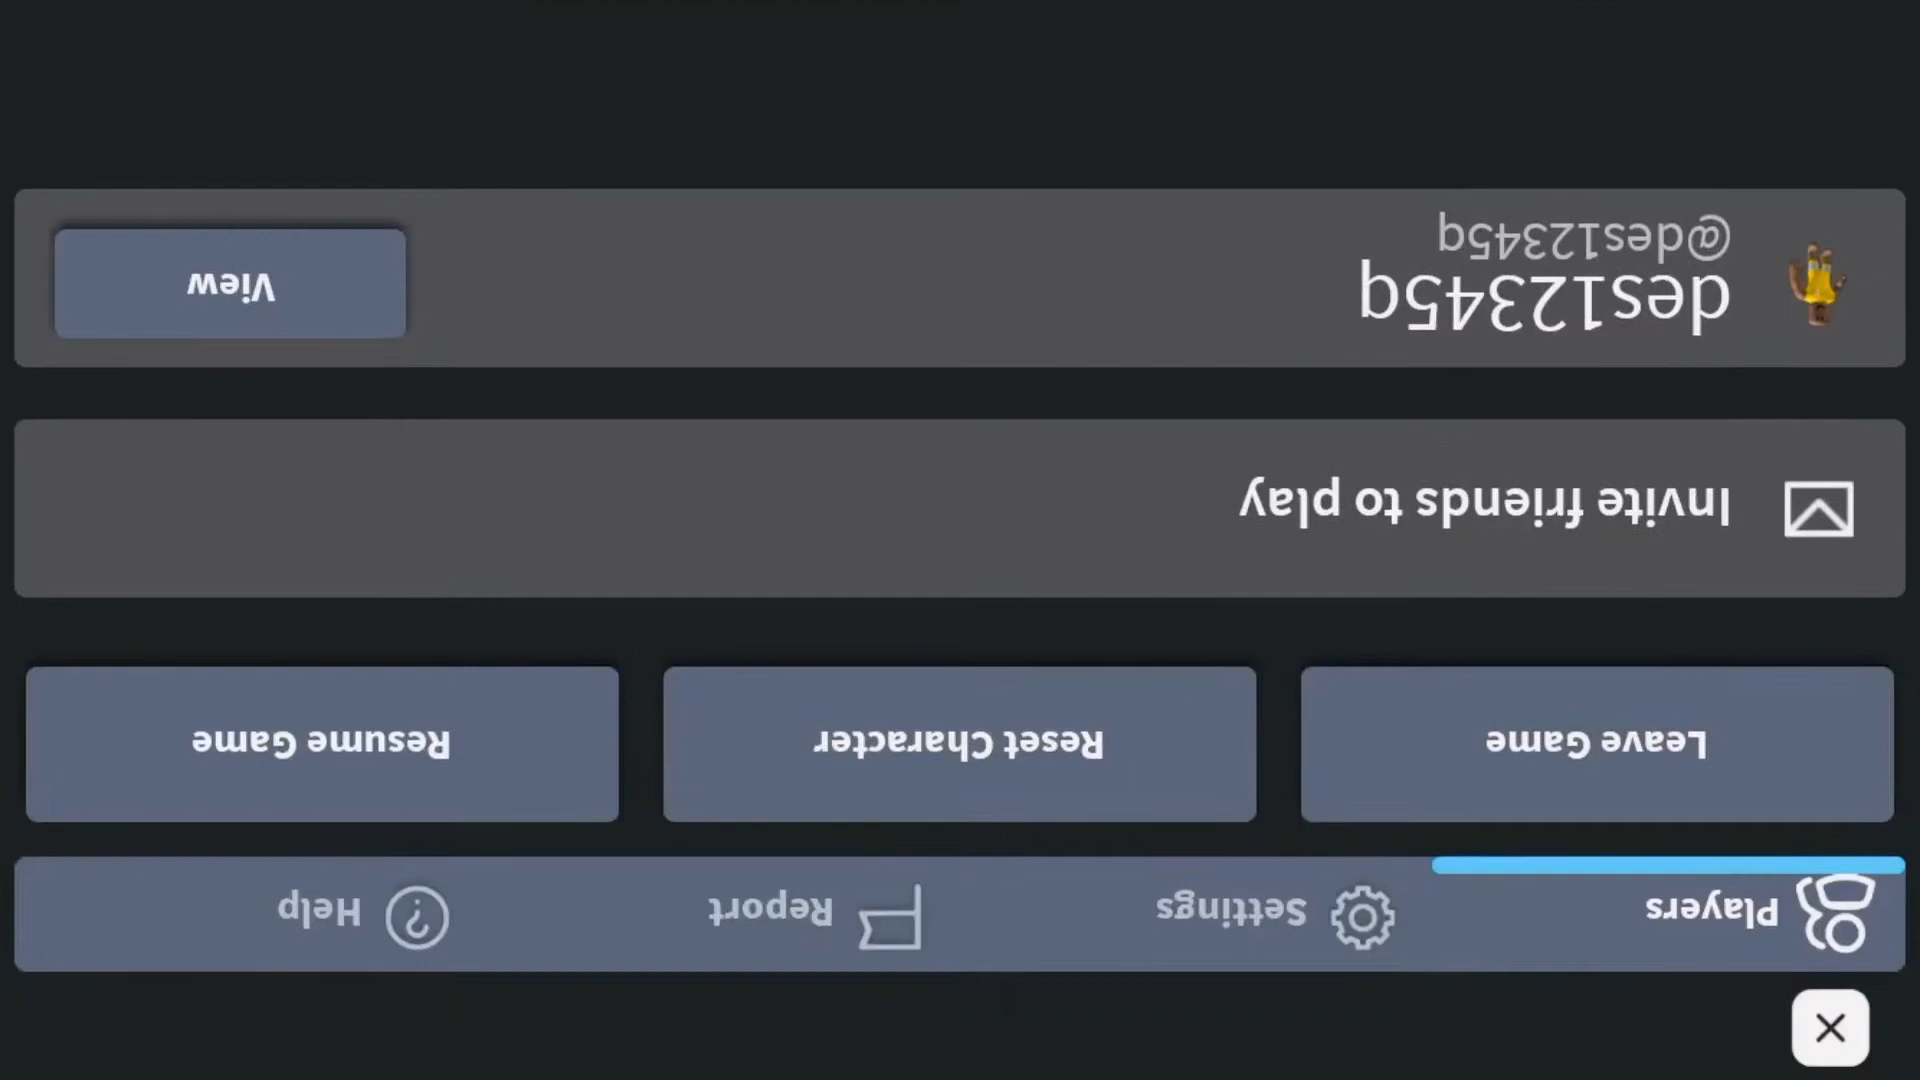 Players
Settings
Report
Help
Leave Game
Reset Character
Resume Game
Invite friends to play
des12345q
@des12345q
View